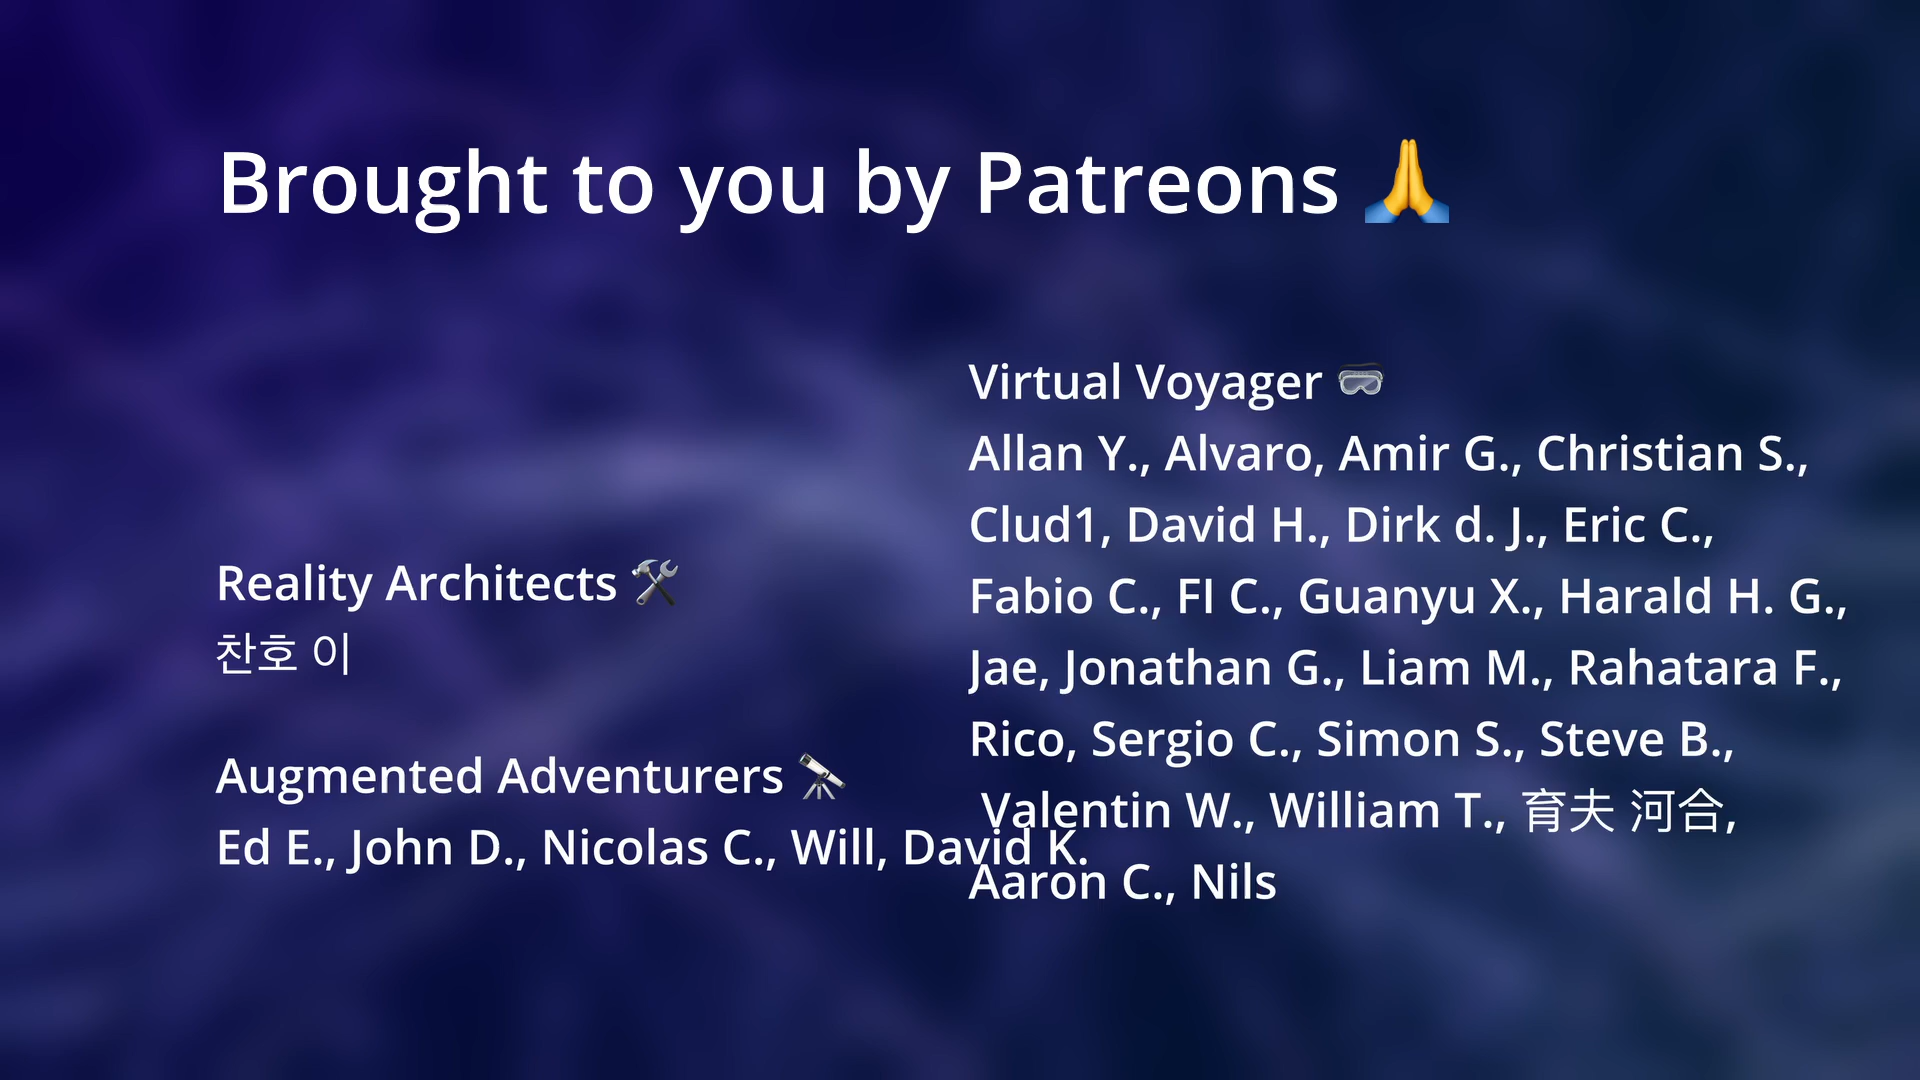 Brought to you by Patreons 🙏
Reality Architects 🛠
찬호 이
Augmented Adventurers 🔭
Ed E., John D., Nicolas C., Will, David K.
Virtual Voyager 🥽
Allan Y., Alvaro, Amir G., Christian S.,
Clud1, David H., Dirk d. J., Eric C.,
Fabio C., FI C., Guanyu X., Harald H. G.,
Jae, Jonathan G., Liam M., Rahatara F.,
Rico, Sergio C., Simon S., Steve B.,
Valentin W., William T., 育夫 河合,
Aaron C., Nils